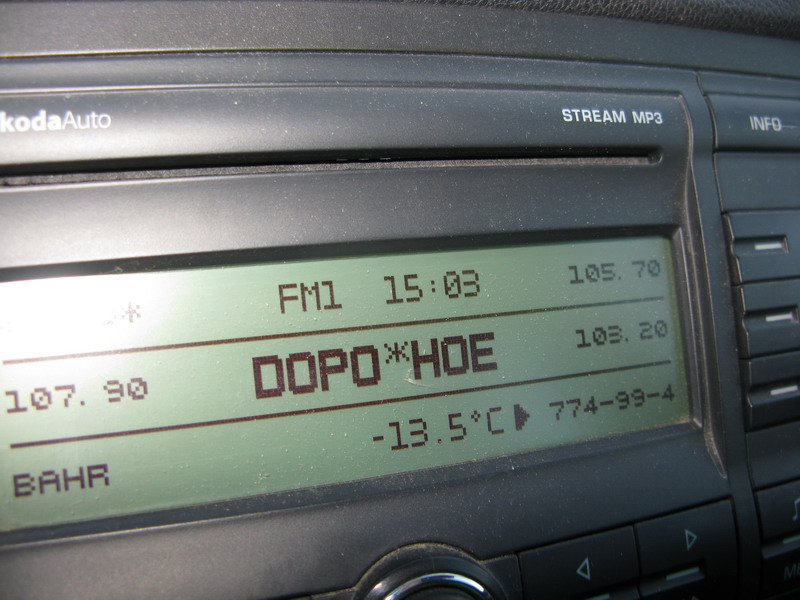 kodaAuto
STREAM MP3
INFO
FM1 15:03 105.70
107.90 DOPO*HOE 103.20
BAHR -13.5°C 774-99-4